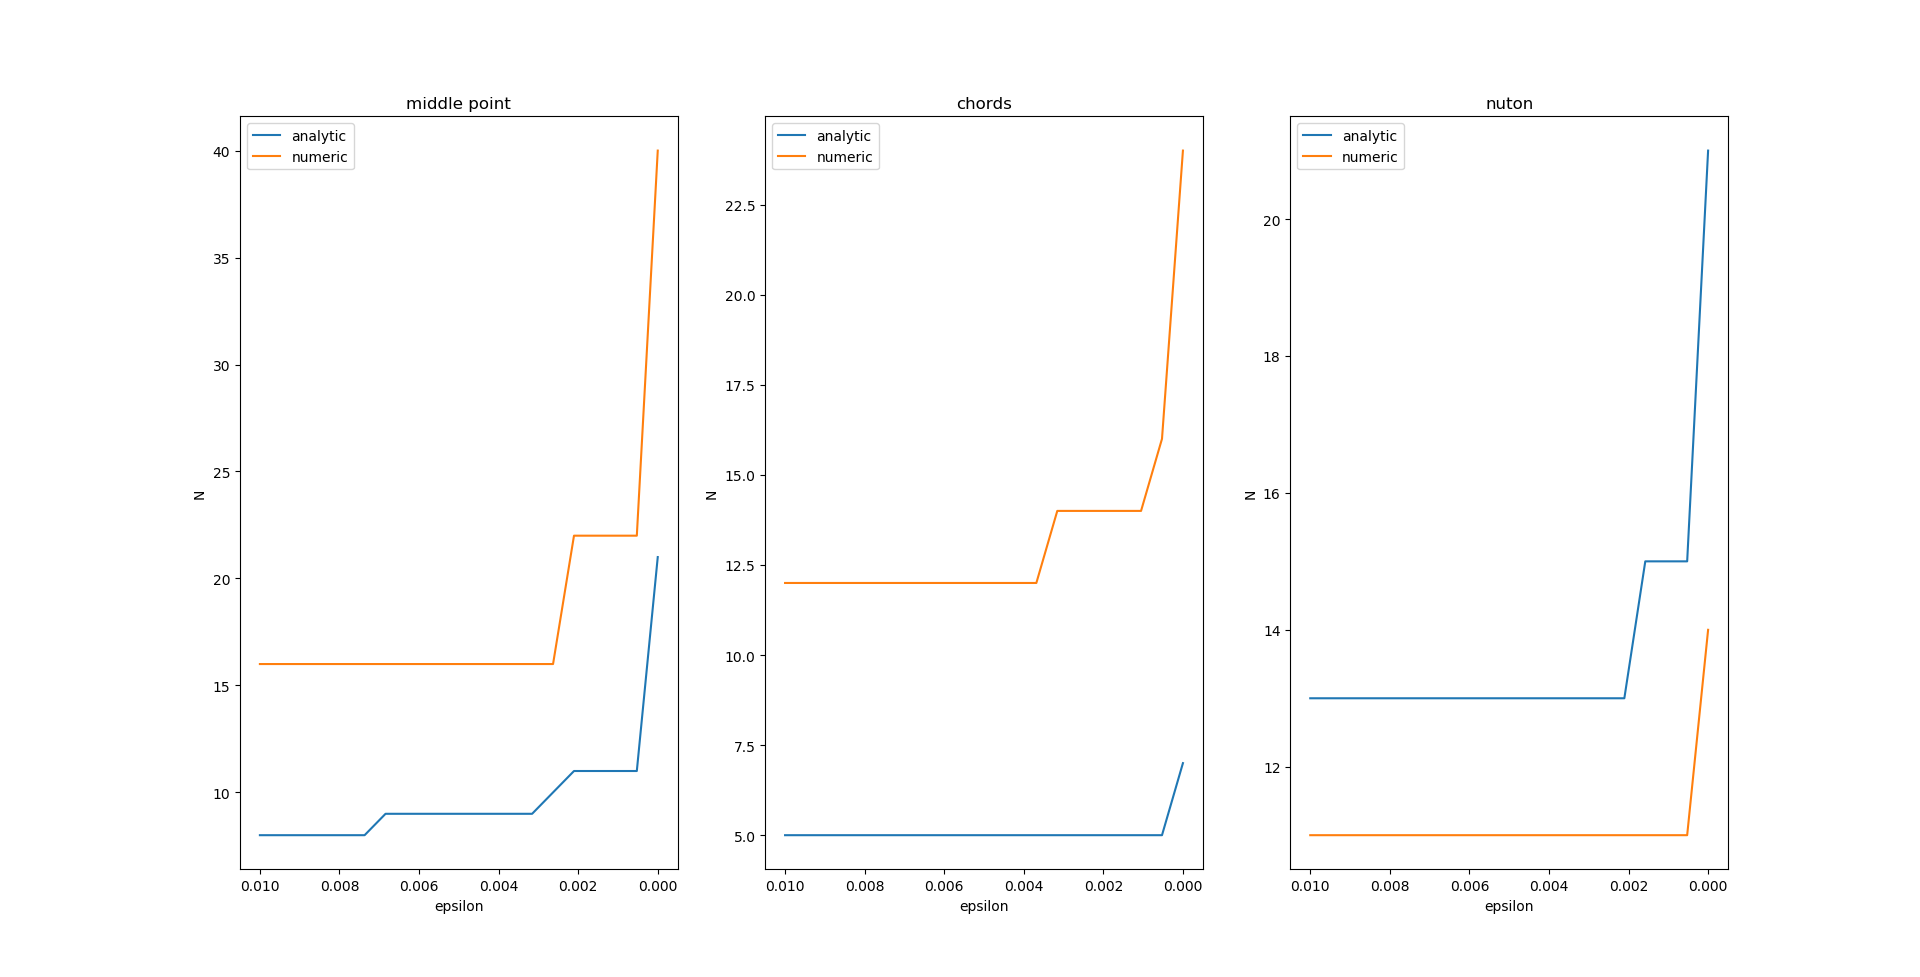 middle point
analytic
numeric
40
35
30
25
20
15
10
N
0.010 0.008 0.006 0.004 0.002 0.000
epsilon
chords
analytic
numeric
22.5
20.0
17.5
15.0
12.5
10.0
7.5
5.0
N
0.010 0.008 0.006 0.004 0.002 0.000
epsilon
nuton
analytic
numeric
20
18
16
14
12
N
0.010 0.008 0.006 0.004 0.002 0.000
epsilon